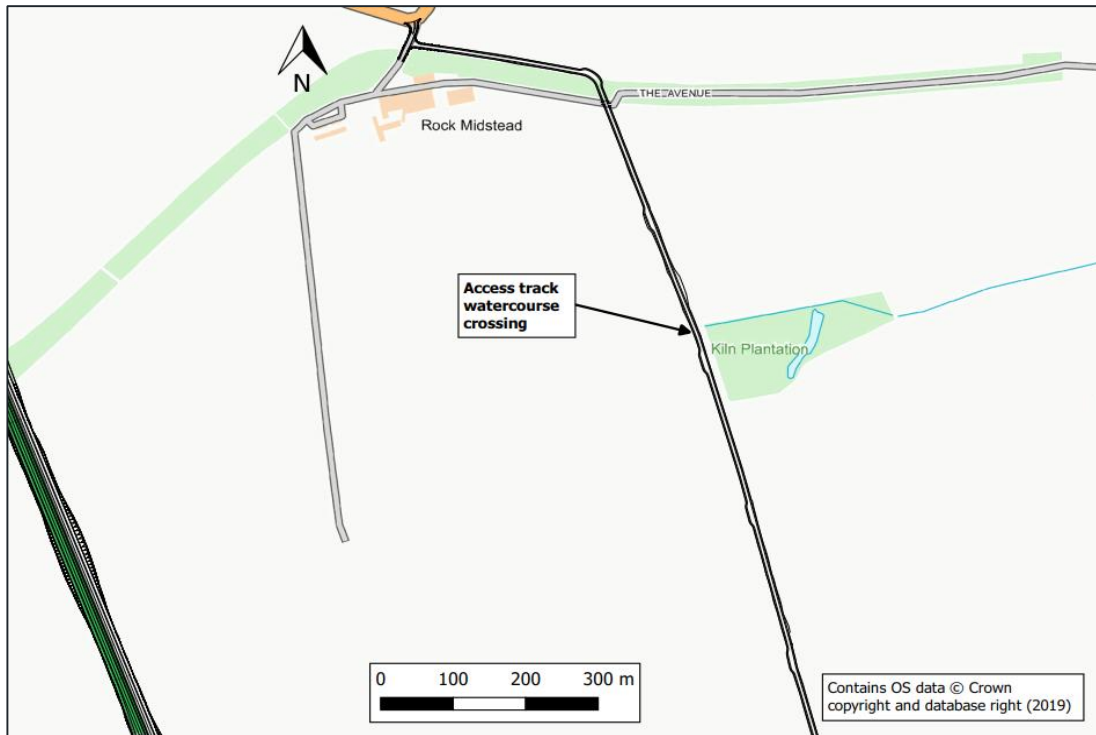 N
THE AVENUE
Rock Midstead
Access track
watercourse
crossing
Kiln Plantation
0 100 200 300 m
Contains OS data © Crown
copyright and database right (2019)